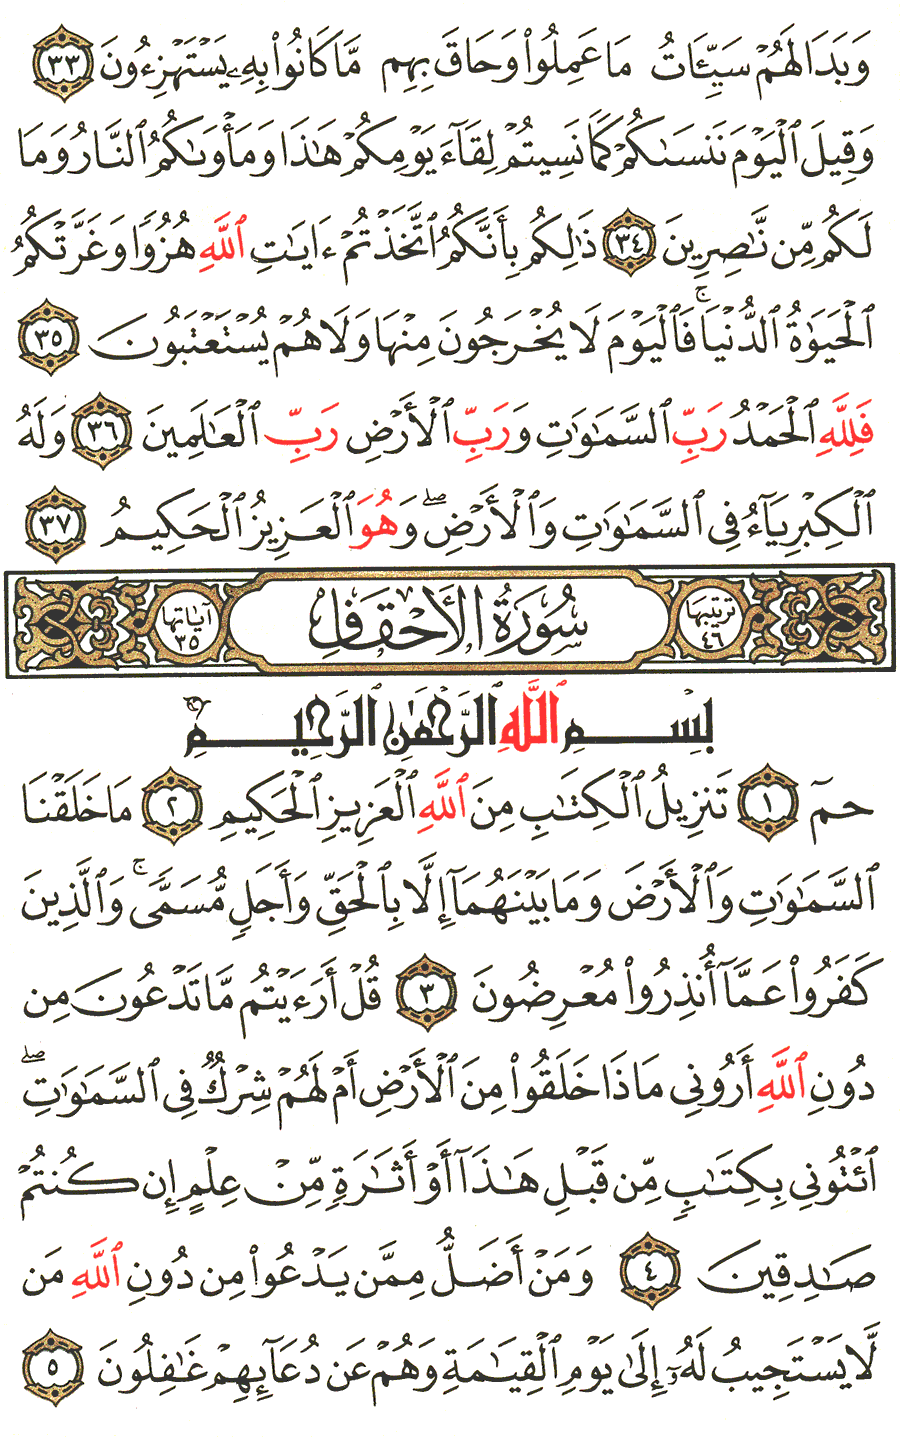 وَبَدَا لَهُمْ سَيِّـَٔاتُ مَا عَمِلُوا۟ وَحَاقَ بِهِم مَّا كَانُوا۟ بِهِۦ يَسْتَهْزِءُونَ ٣٣
وَقِيلَ ٱلْيَوْمَ نَنسَىٰكُمْ كَمَا نَسِيتُمْ لِقَآءَ يَوْمِكُمْ هَٰذَا وَمَأْوَىٰكُمُ ٱلنَّارُ وَمَا
لَكُم مِّن نَّٰصِرِينَ ٣٤ ذَٰلِكُم بِأَنَّكُمُ ٱتَّخَذْتُمْ ءَايَٰتِ ٱللَّهِ هُزُوًا وَغَرَّتْكُمُ
ٱلْحَيَوٰةُ ٱلدُّنْيَا ۚ فَٱلْيَوْمَ لَا يُخْرَجُونَ مِنْهَا وَلَا هُمْ يُسْتَعْتَبُونَ ٣٥
فَلِلَّهِ ٱلْحَمْدُ رَبِّ ٱلسَّمَٰوَٰتِ وَرَبِّ ٱلْأَرْضِ رَبِّ ٱلْعَٰلَمِينَ ٣٦ وَلَهُ
ٱلْكِبْرِيَآءُ فِى ٱلسَّمَٰوَٰتِ وَٱلْأَرْضِ ۖ وَهُوَ ٱلْعَزِيزُ ٱلْحَكِيمُ ٣٧
ترتيبها ٤٦ سُورَةُ الأَحْقَافِ آياتها ٣٥
بِسْمِ ٱللَّهِ ٱلرَّحْمَٰنِ ٱلرَّحِيمِ
حمٓ ١ تَنزِيلُ ٱلْكِتَٰبِ مِنَ ٱللَّهِ ٱلْعَزِيزِ ٱلْحَكِيمِ ٢ مَا خَلَقْنَا
ٱلسَّمَٰوَٰتِ وَٱلْأَرْضَ وَمَا بَيْنَهُمَآ إِلَّا بِٱلْحَقِّ وَأَجَلٍ مُّسَمًّى ۚ وَٱلَّذِينَ
كَفَرُوا۟ عَمَّآ أُنذِرُوا۟ مُعْرِضُونَ ٣ قُلْ أَرَءَيْتُم مَّا تَدْعُونَ مِن
دُونِ ٱللَّهِ أَرُونِى مَاذَا خَلَقُوا۟ مِنَ ٱلْأَرْضِ أَمْ لَهُمْ شِرْكٌ فِى ٱلسَّمَٰوَٰتِ ۖ
ٱئْتُونِى بِكِتَٰبٍ مِّن قَبْلِ هَٰذَآ أَوْ أَثَٰرَةٍ مِّنْ عِلْمٍ إِن كُنتُمْ
صَٰدِقِينَ ٤ وَمَنْ أَضَلُّ مِمَّن يَدْعُوا۟ مِن دُونِ ٱللَّهِ مَن
لَّا يَسْتَجِيبُ لَهُۥٓ إِلَىٰ يَوْمِ ٱلْقِيَٰمَةِ وَهُمْ عَن دُعَآئِهِمْ غَٰفِلُونَ ٥